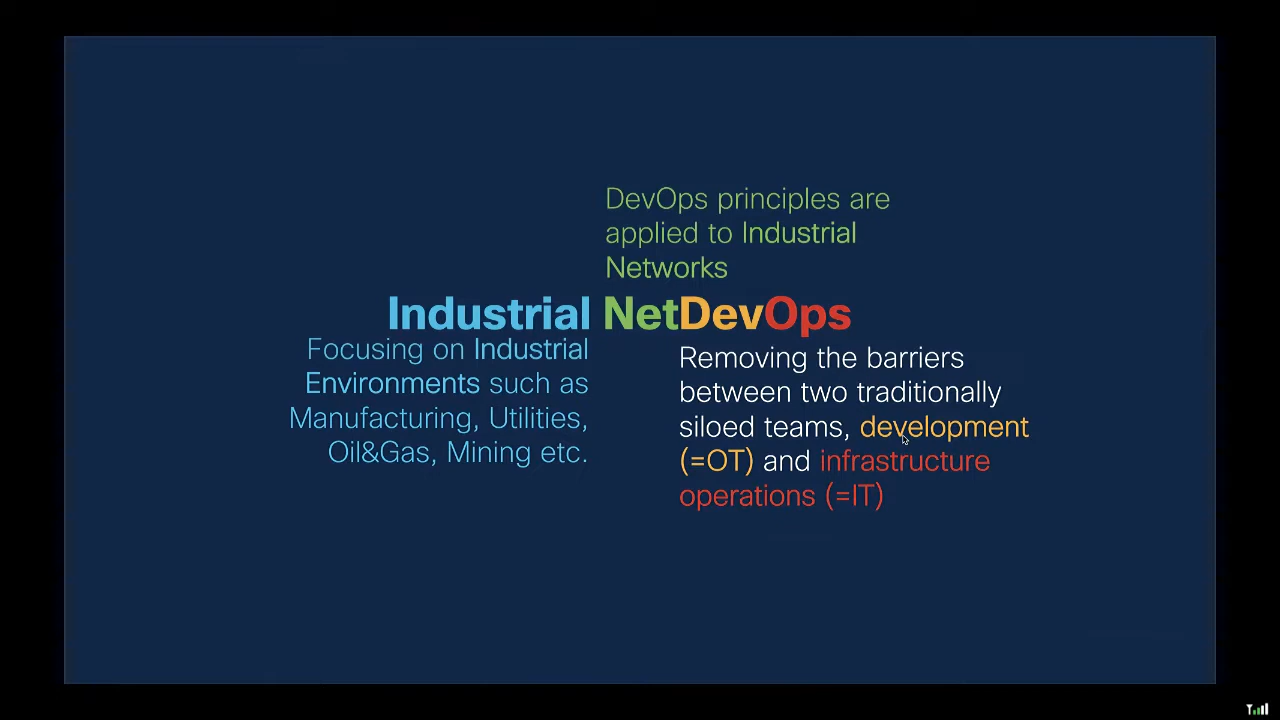 DevOps principles are
applied to Industrial
Networks
Industrial NetDevOps
Focusing on Industrial
Environments such as
Manufacturing, Utilities,
Oil&Gas, Mining etc.
Removing the barriers
between two traditionally
siloed teams, development
(=OT) and infrastructure
operations (=IT)